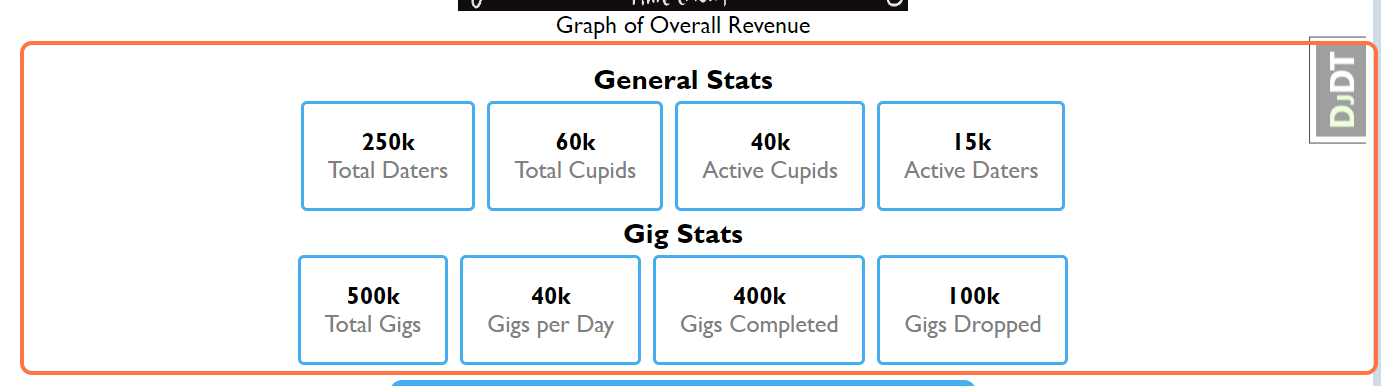 Graph of Overall Revenue
General Stats
250k
Total Daters
60k
Total Cupids
40k
Active Cupids
15k
Active Daters
Gig Stats
500k
Total Gigs
40k
Gigs per Day
400k
Gigs Completed
100k
Gigs Dropped
DJDT